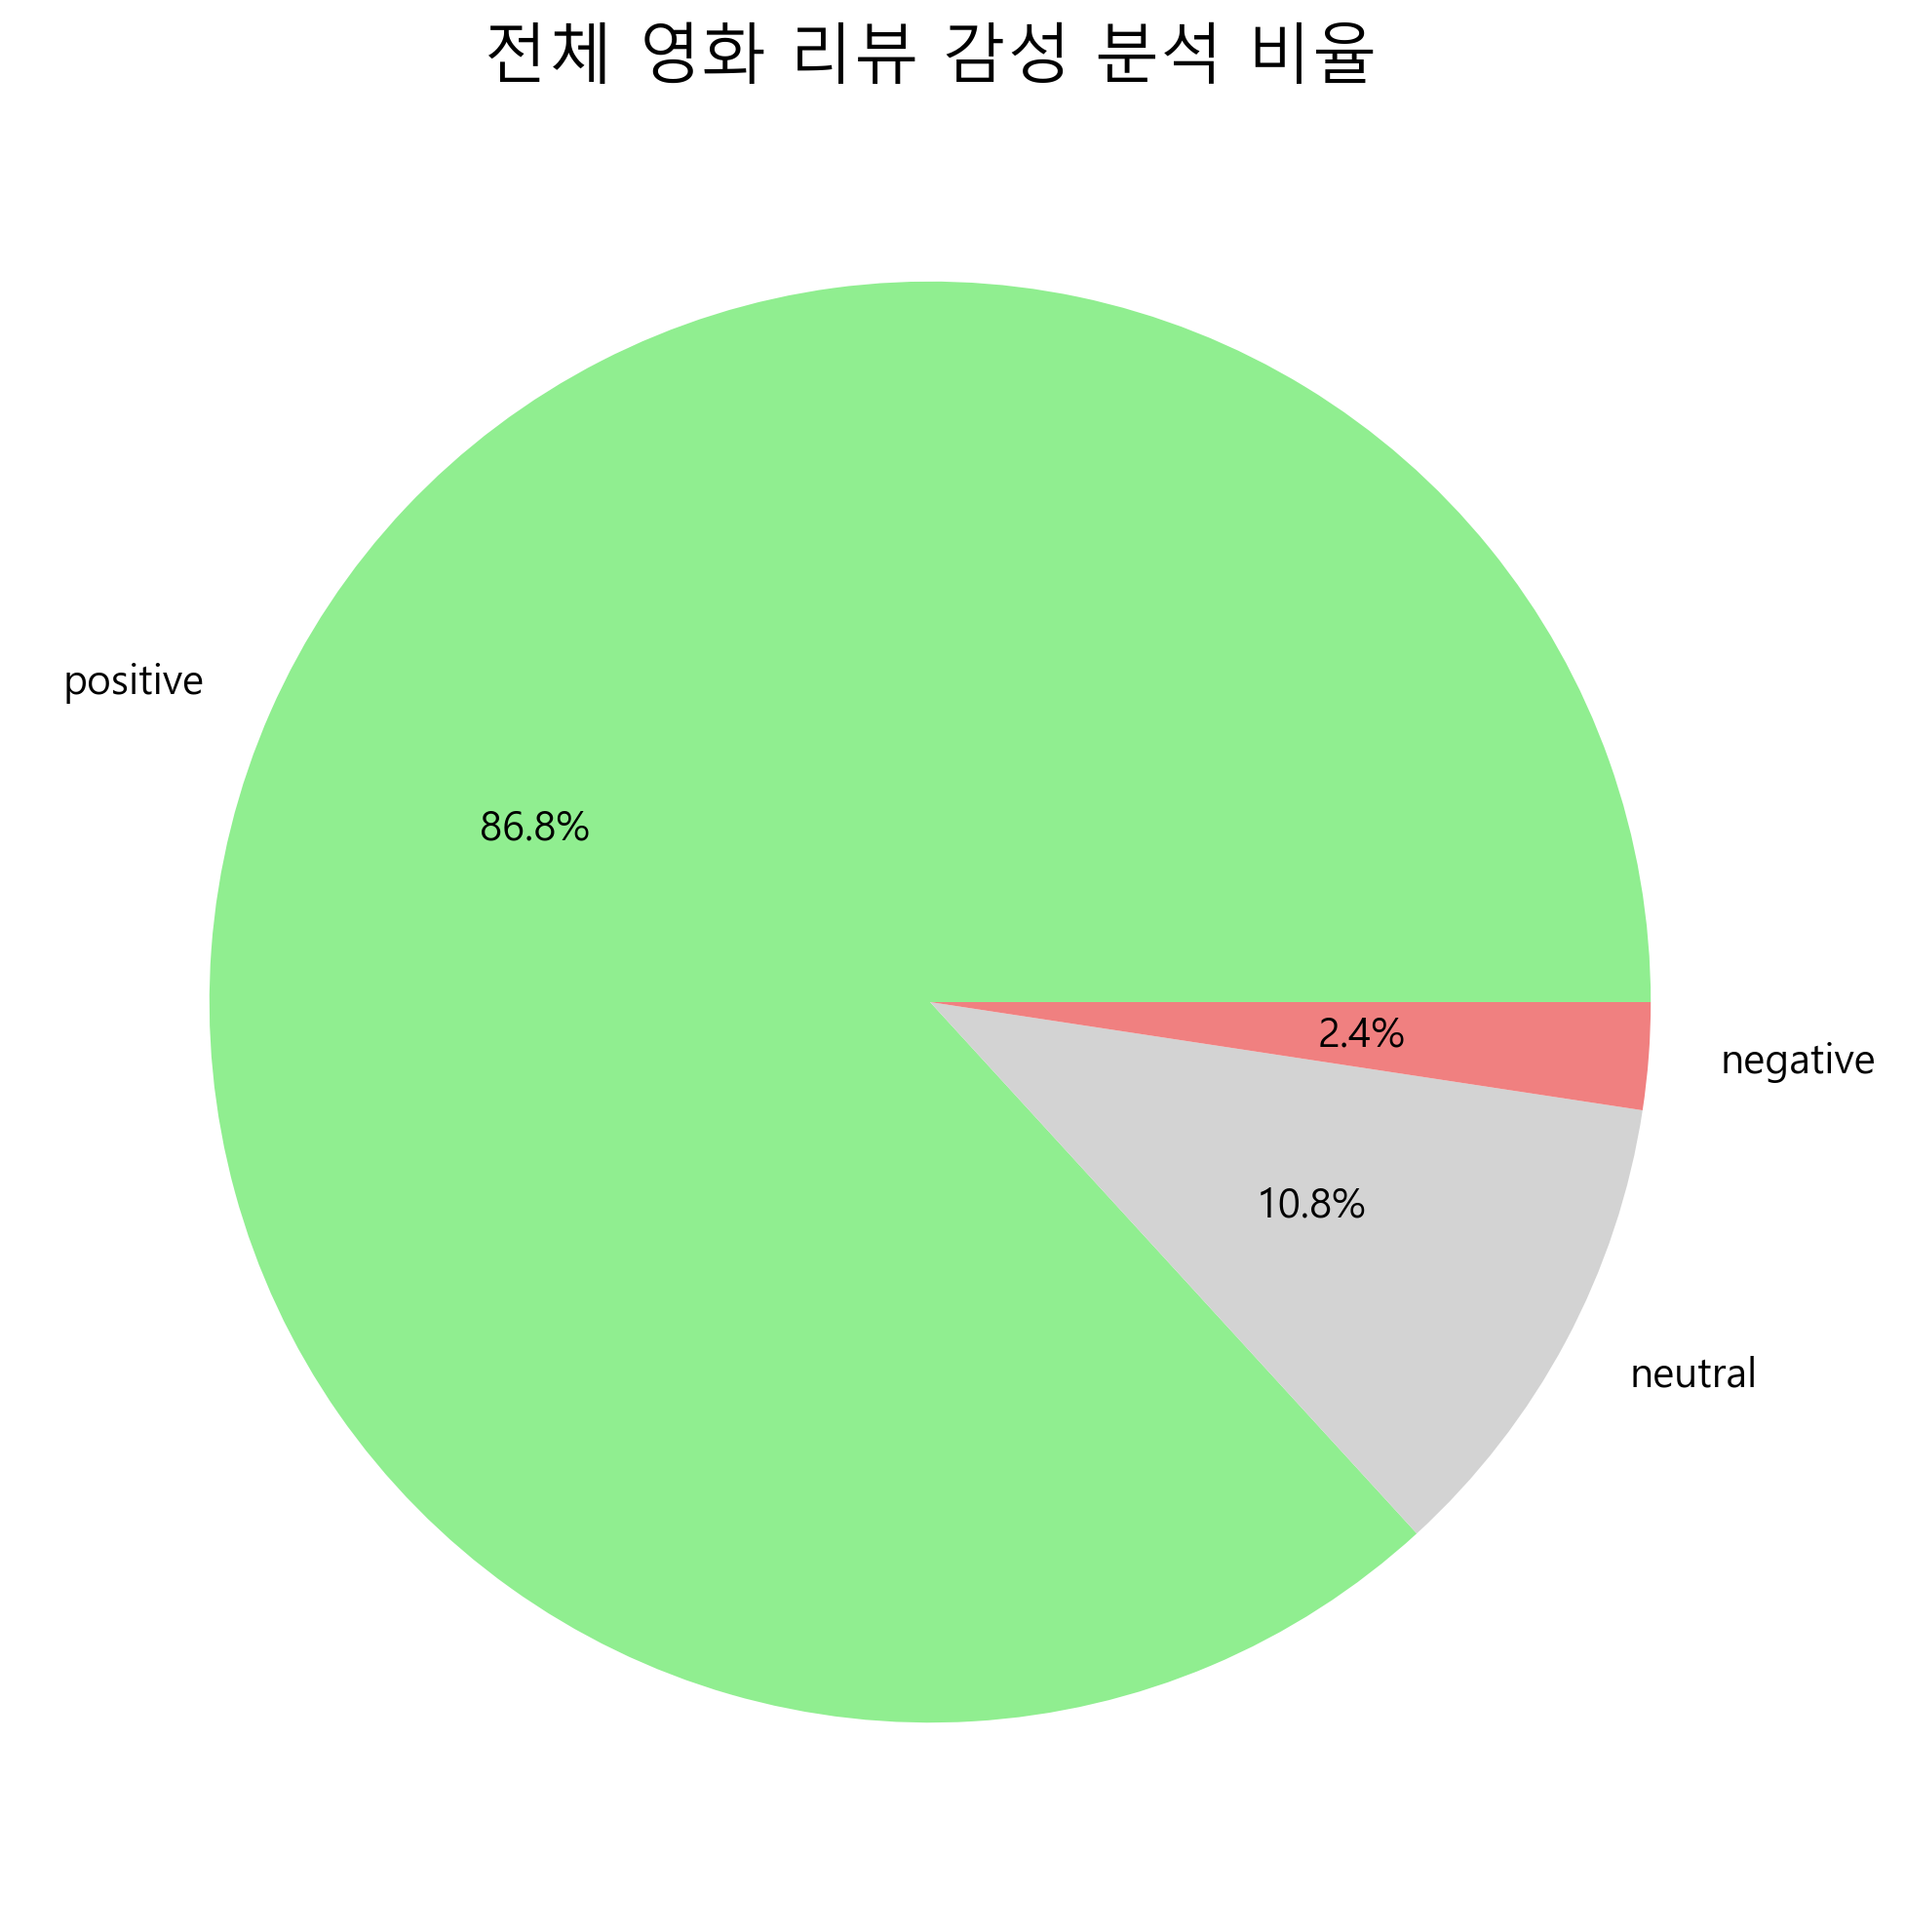 전체 영화 리뷰 감성 분석 비율
positive
86.8%
2.4%
negative
10.8%
neutral